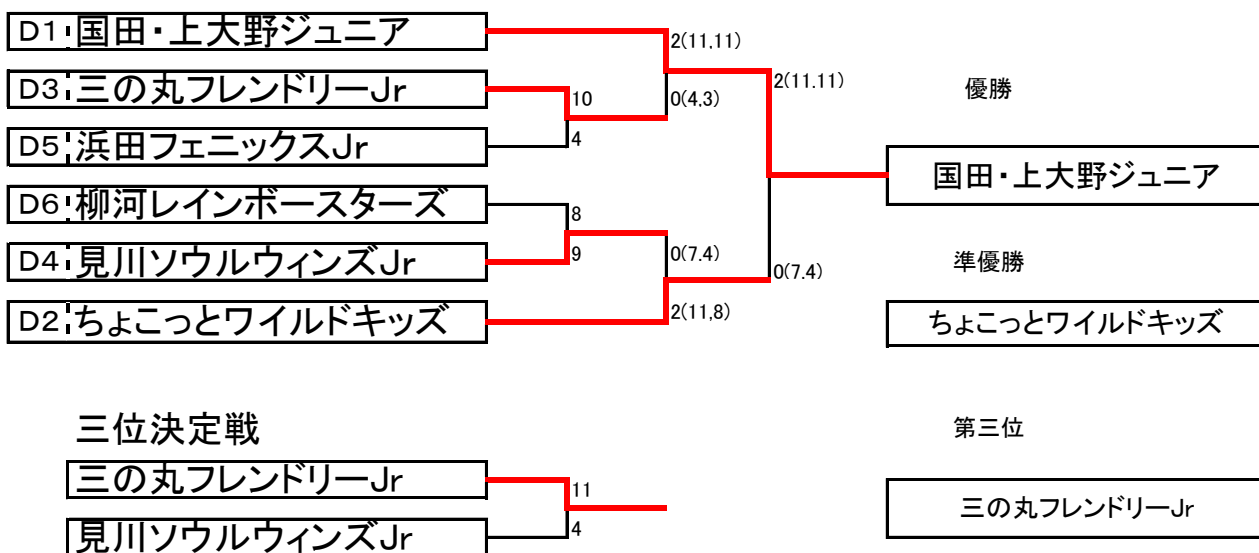 D1 国田・上大野ジュニア
2(11,11)
D3 三の丸フレンドリーJr
10
0(4,3)
2(11.11)
優勝
D5 浜田フェニックスJr
4
国田・上大野ジュニア
D6 柳河レインボースターズ
8
D4 見川ソウルウィンズJr
9
0(7.4)
0(7.4)
準優勝
D2 ちょこっとワイルドキッズ
2(11,8)
ちょこっとワイルドキッズ
三位決定戦
第三位
三の丸フレンドリーJr
11
三の丸フレンドリーJr
見川ソウルウィンズJr
4